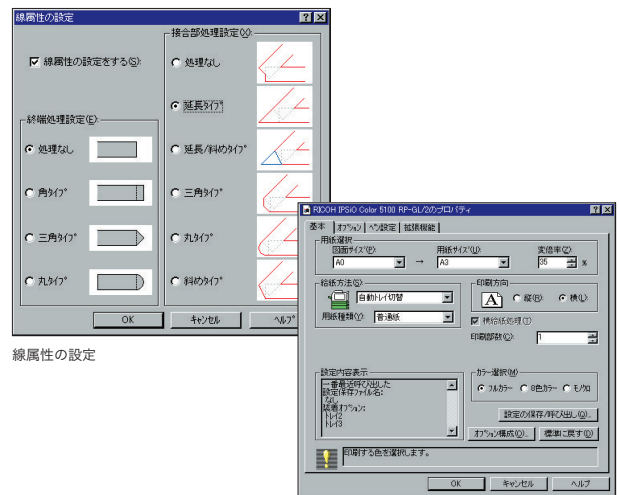 線属性の設定
線属性の設定をする(S):
終端処理設定(E):
処理なし
角タイプ
三角タイプ
丸タイプ
接合部処理設定(X):
処理なし
延長タイプ
延長/斜めタイプ
三角タイプ
丸タイプ
斜めタイプ
OK
キャンセル
ヘルプ
線属性の設定
RICOH IPSiO Color 5100 RP-GL/2のプロパティ
基本 オプション ペン設定 拡張機能
用紙選択
図面サイズ(P): 用紙サイズ(U): 変倍率(Z):
A0 → A3 35 %
給紙方法(S):
自動トレイ切替
用紙種類(Y): 普通紙
印刷方向
A 縦(B): 横(L):
横給紙処理(T)
印刷部数(C): 1
設定内容表示
一番最近呼び出した
設定保存ファイル名:
なし
装着オプション:
トレイ2
トレイ3
カラー選択(M)
フルカラー 8色カラー モノクロ
設定の保存/呼び出し(Q)...
オプション構成(O)... 標準に戻す(D)
印刷する色を選択します。
OK キャンセル ヘルプ